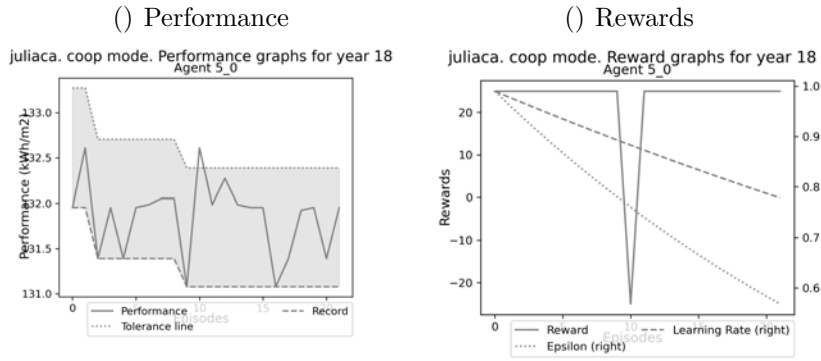 () Performance
() Rewards
juliaca. coop mode. Performance graphs for year 18
Agent 5_0
Performance (kWh/m2)
133.0
132.5
132.0
131.5
131.0
0
5
10
15
20
Episodes
Performance
Record
Tolerance line
juliaca. coop mode. Reward graphs for year 18
Agent 5_0
Rewards
20
10
0
−10
−20
1.0
0.9
0.8
0.7
0.6
0
5
10
Episodes
Reward
Learning Rate (right)
Epsilon (right)